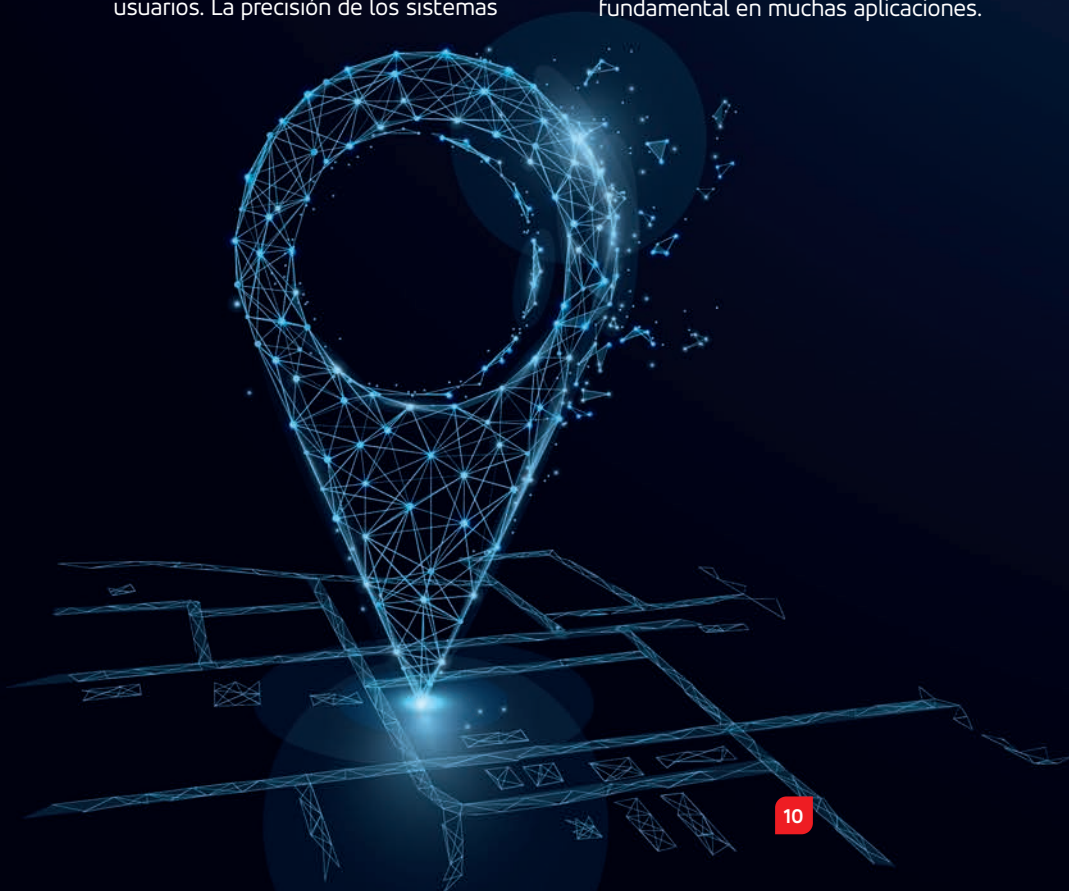 usuarios. La precisión de los sistemas
fundamental en muchas aplicaciones.
10